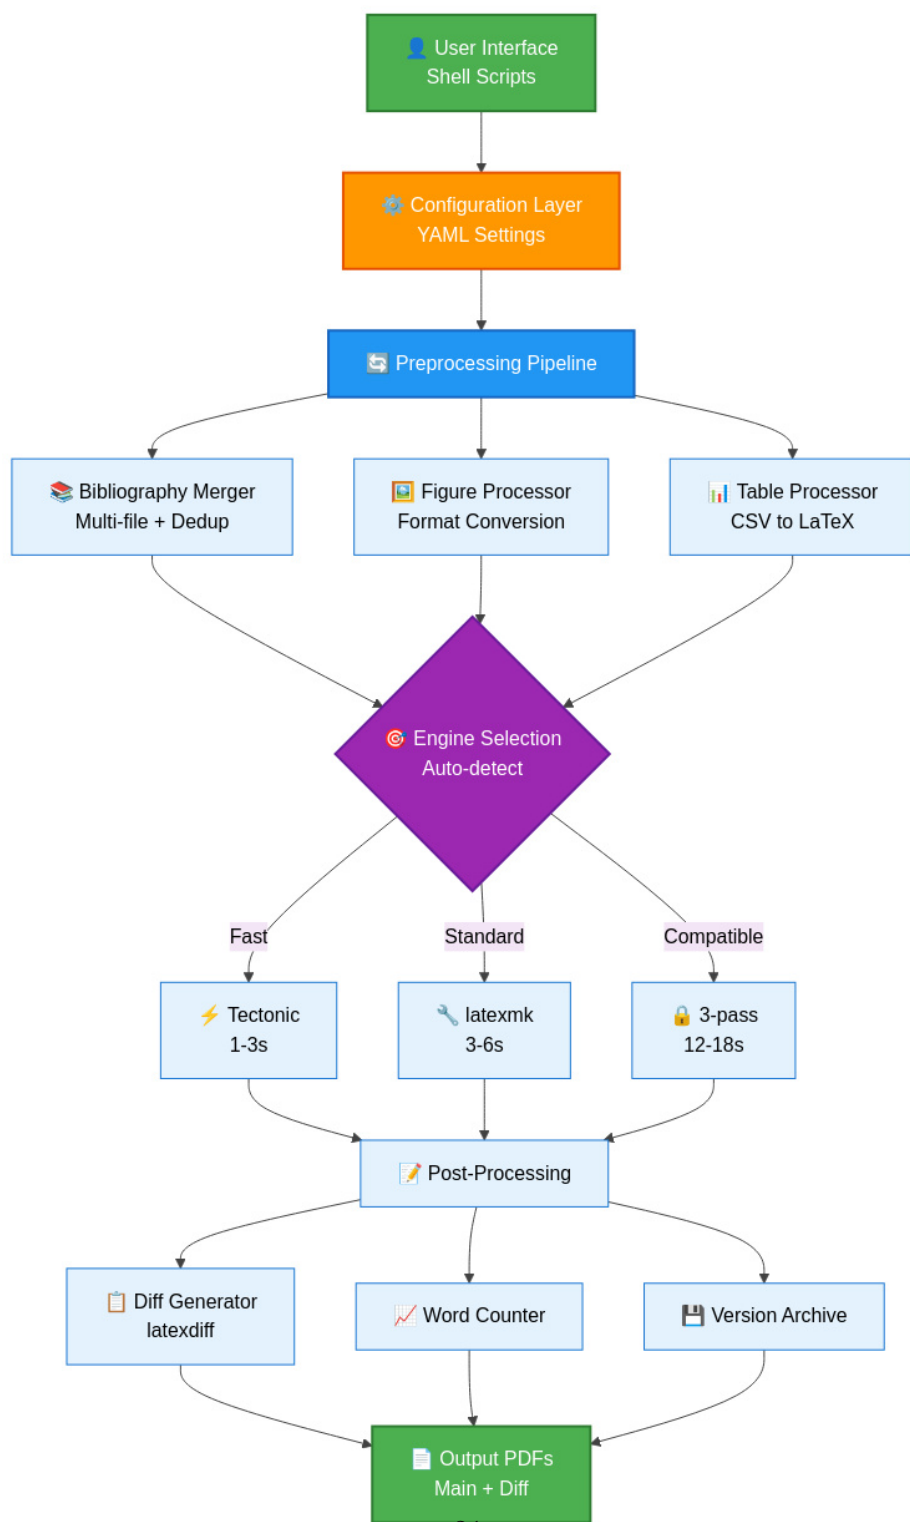 👤 User Interface
Shell Scripts
⚙️ Configuration Layer
YAML Settings
🔄 Preprocessing Pipeline
📚 Bibliography Merger
Multi-file + Dedup
🖼️ Figure Processor
Format Conversion
📊 Table Processor
CSV to LaTeX
🎯 Engine Selection
Auto-detect
Fast
Standard
Compatible
⚡ Tectonic
1-3s
🔧 latexmk
3-6s
🔒 3-pass
12-18s
📝 Post-Processing
📋 Diff Generator
latexdiff
📈 Word Counter
💾 Version Archive
📄 Output PDFs
Main + Diff